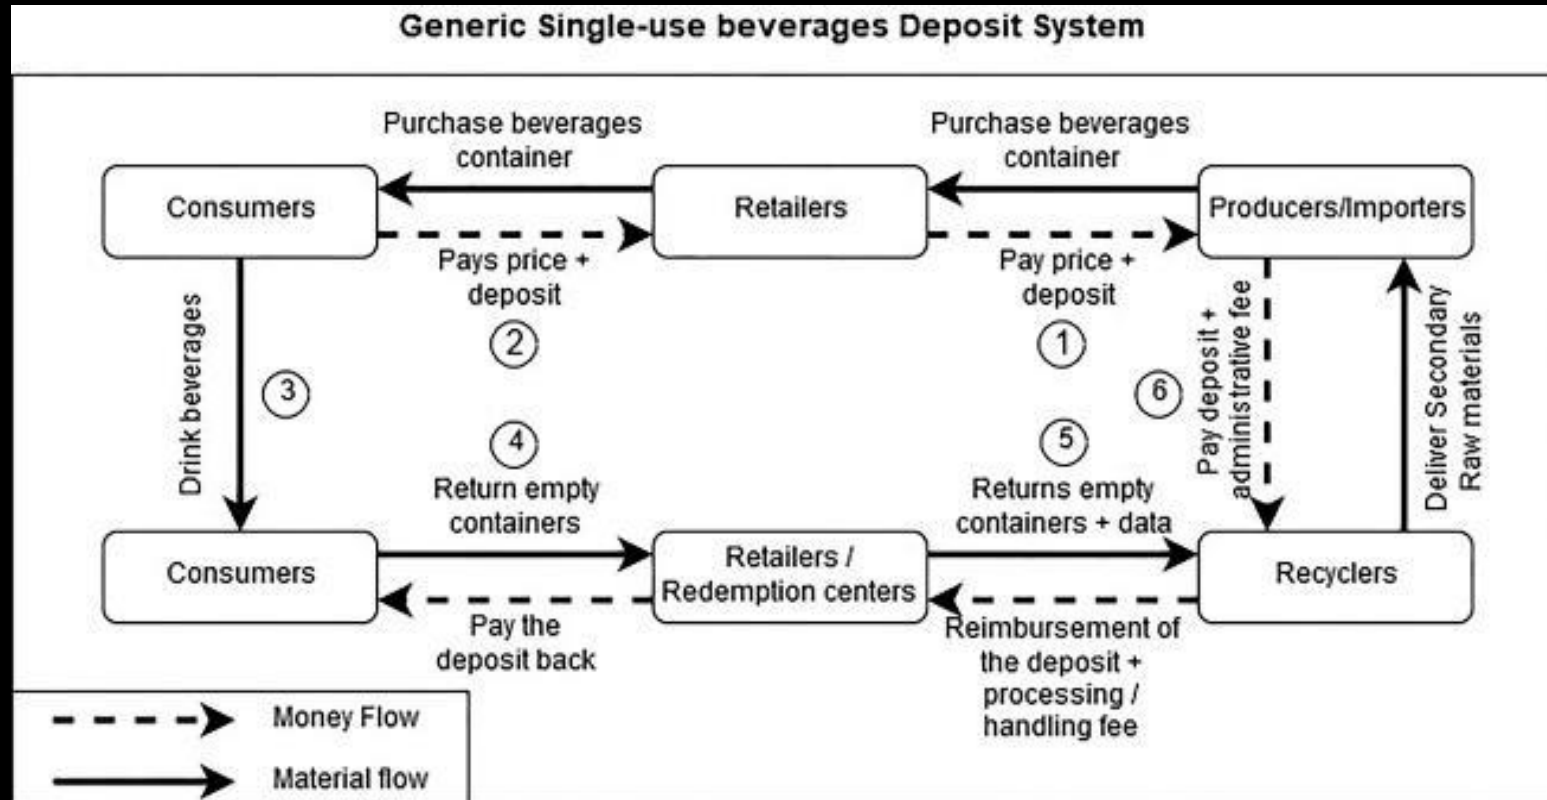 Generic Single-use beverages Deposit System
Purchase beverages
container
Purchase beverages
container
Consumers
Retailers
Producers/Importers
Pays price +
deposit
Pay price +
deposit
2
1
Drink beverages
3
6
Pay deposit +
administrative fee
Deliver Secondary
Raw materials
4
5
Return empty
containers
Returns empty
containers + data
Consumers
Retailers /
Redemption centers
Recyclers
Pay the
deposit back
Reimbursement of
the deposit +
processing /
handling fee
Money Flow
Material flow